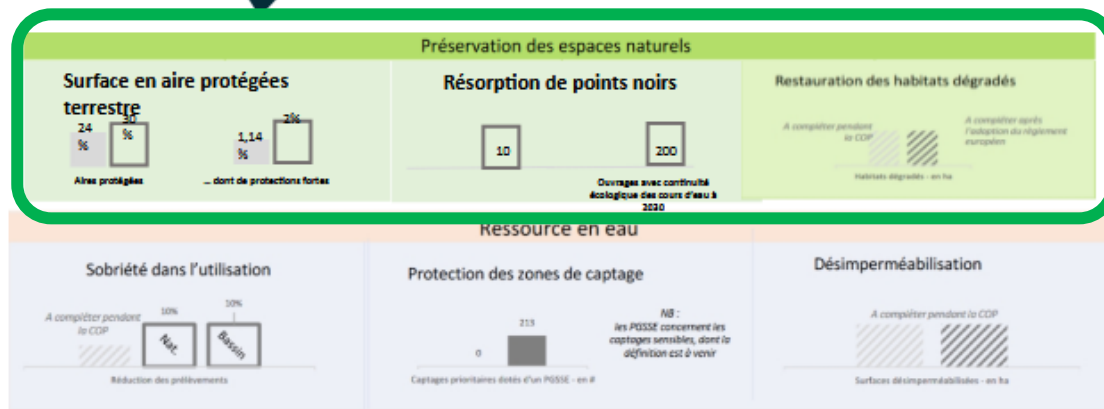 Préservation des espaces naturels
Surface en aire protégées
terrestre
24
%
30
%
Aires protégées
1,14
%
2%
... dont de protections fortes
Résorption de points noirs
10
200
Ouvrages avec continuité
écologique des cours d'eau à
2030
Restauration des habitats dégradés
A compléter pendant
la COP
A compléter après
l'adoption du règlement
européen
Habitats dégradés - en ha
Ressource en eau
Sobriété dans l'utilisation
A compléter pendant
la COP
10%
Nat.
10%
Bassin
Réduction des prélèvements
Protection des zones de captage
0
213
NB :
les PGSSE concernent les
captages sensibles, dont la
définition est à venir
Captages prioritaires dotés d'un PGSSE - en #
Désimperméabilisation
A compléter pendant la COP
Surfaces désimperméabilisées - en ha